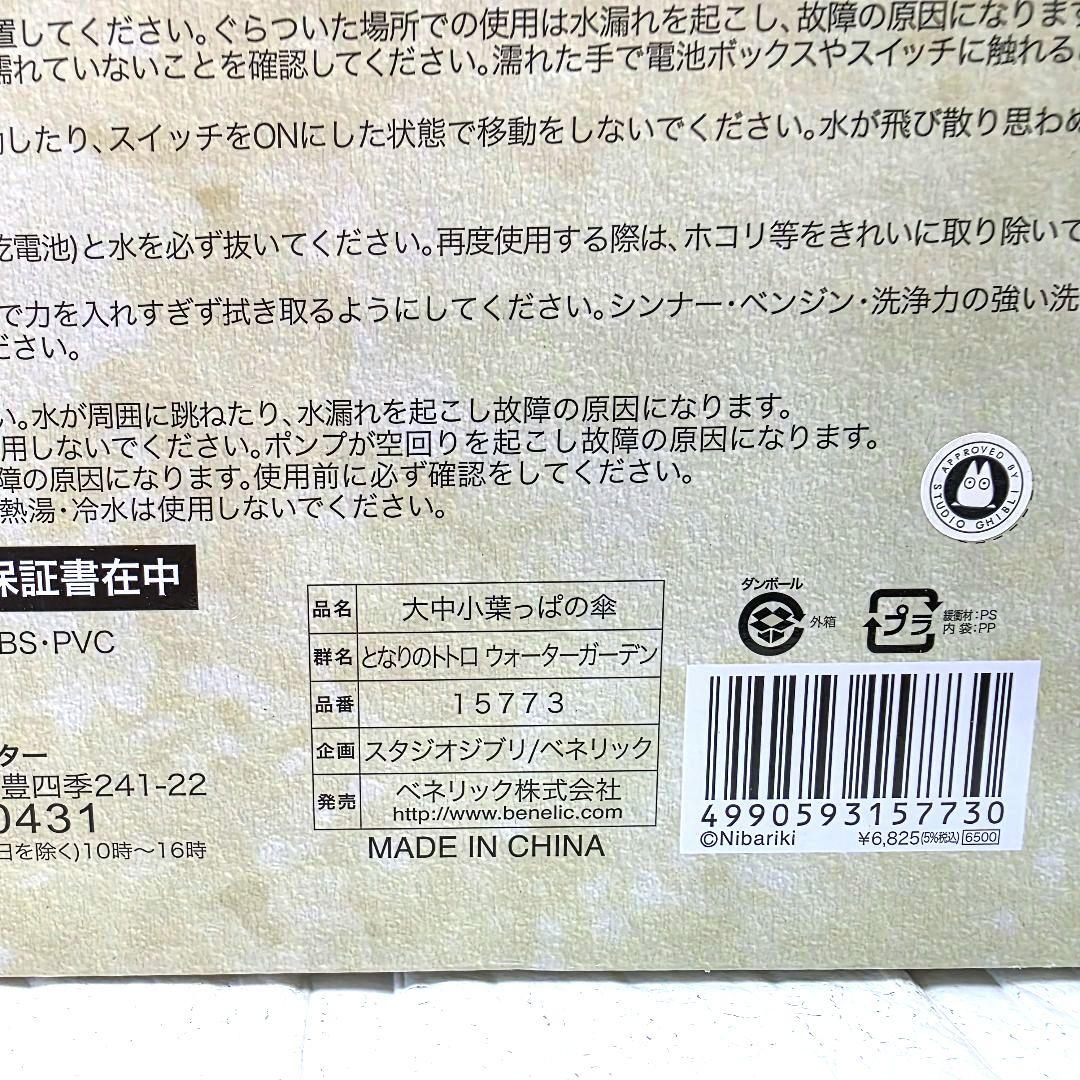 置してください。ぐらついた場所での使用は水漏れを起こし、故障の原因になります
濡れていないことを確認してください。濡れた手で電池ボックスやスイッチに触れる
したり、スイッチをONにした状態で移動をしないでください。水が飛び散り思わぬ
乾電池)と水を必ず抜いてください。再度使用する際は、ホコリ等をきれいに取り除いて
で力を入れすぎず拭き取るようにしてください。シンナー・ベンジン・洗浄力の強い洗
ださい。
い。水が周囲に跳ねたり、水漏れを起こし故障の原因になります。
用しないでください。ポンプが空回りを起こし故障の原因になります。
障の原因になります。使用前に必ず確認をしてください。
熱湯・冷水は使用しないでください。
APPROVED BY
STUDIO GHIBLI
保証書在中
BS・PVC
ター
豊四季241-22
0431
日を除く)10時〜16時
品名 大中小葉っぱの傘
群名 となりのトトロ ウォーターガーデン
品番 15773
企画 スタジオジブリ/ベネリック
発売 ベネリック株式会社
http://www.benelic.com
MADE IN CHINA
ダンボール
外箱
プラ
緩衝材:PS
内袋:PP
4990593157730
©Nibariki ¥6,825(5%税込) 6500